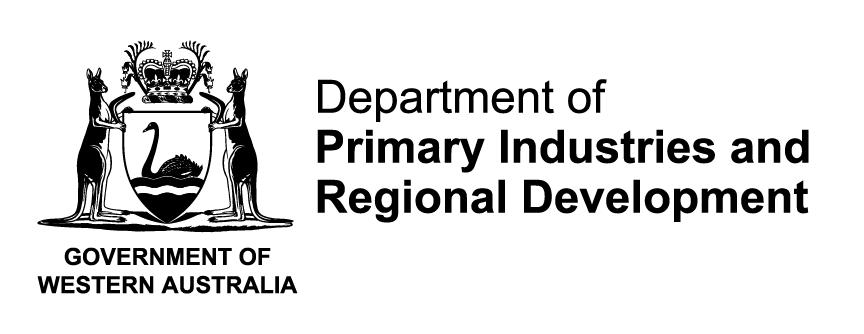 Department of
Primary Industries and
Regional Development
GOVERNMENT OF
WESTERN AUSTRALIA